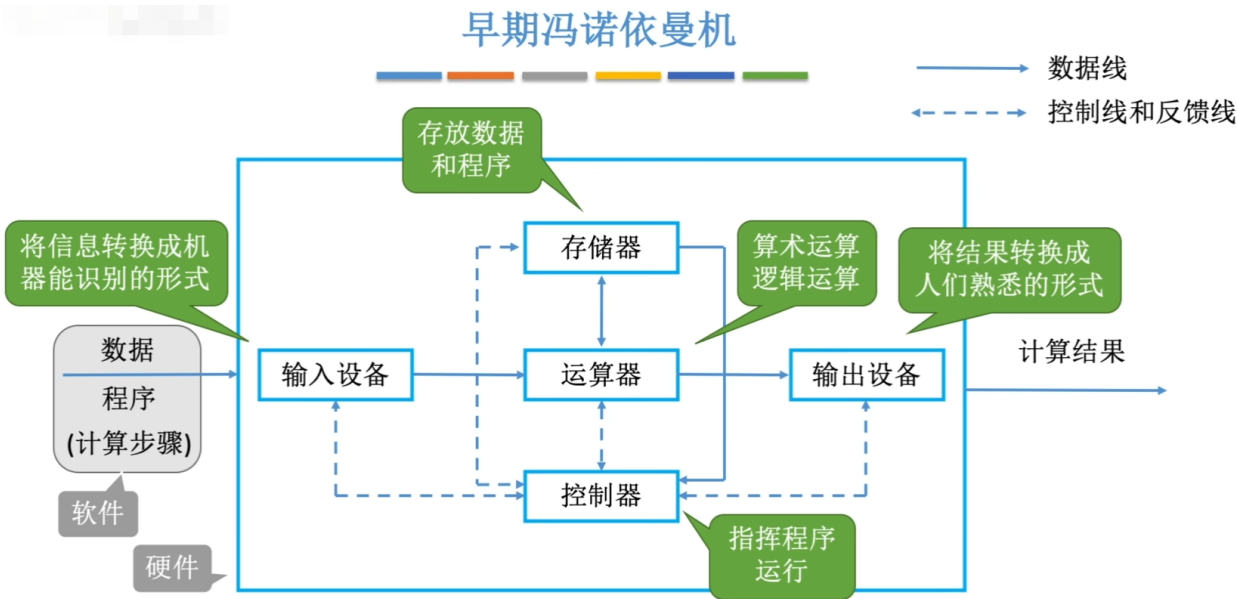 早期冯诺依曼机
数据线
控制线和反馈线
存放数据
和程序
将信息转换成机
器能识别的形式
存储器
算术运算
逻辑运算
将结果转换成
人们熟悉的形式
数据
程序
(计算步骤)
输入设备
运算器
输出设备
计算结果
控制器
软件
硬件
指挥程序
运行